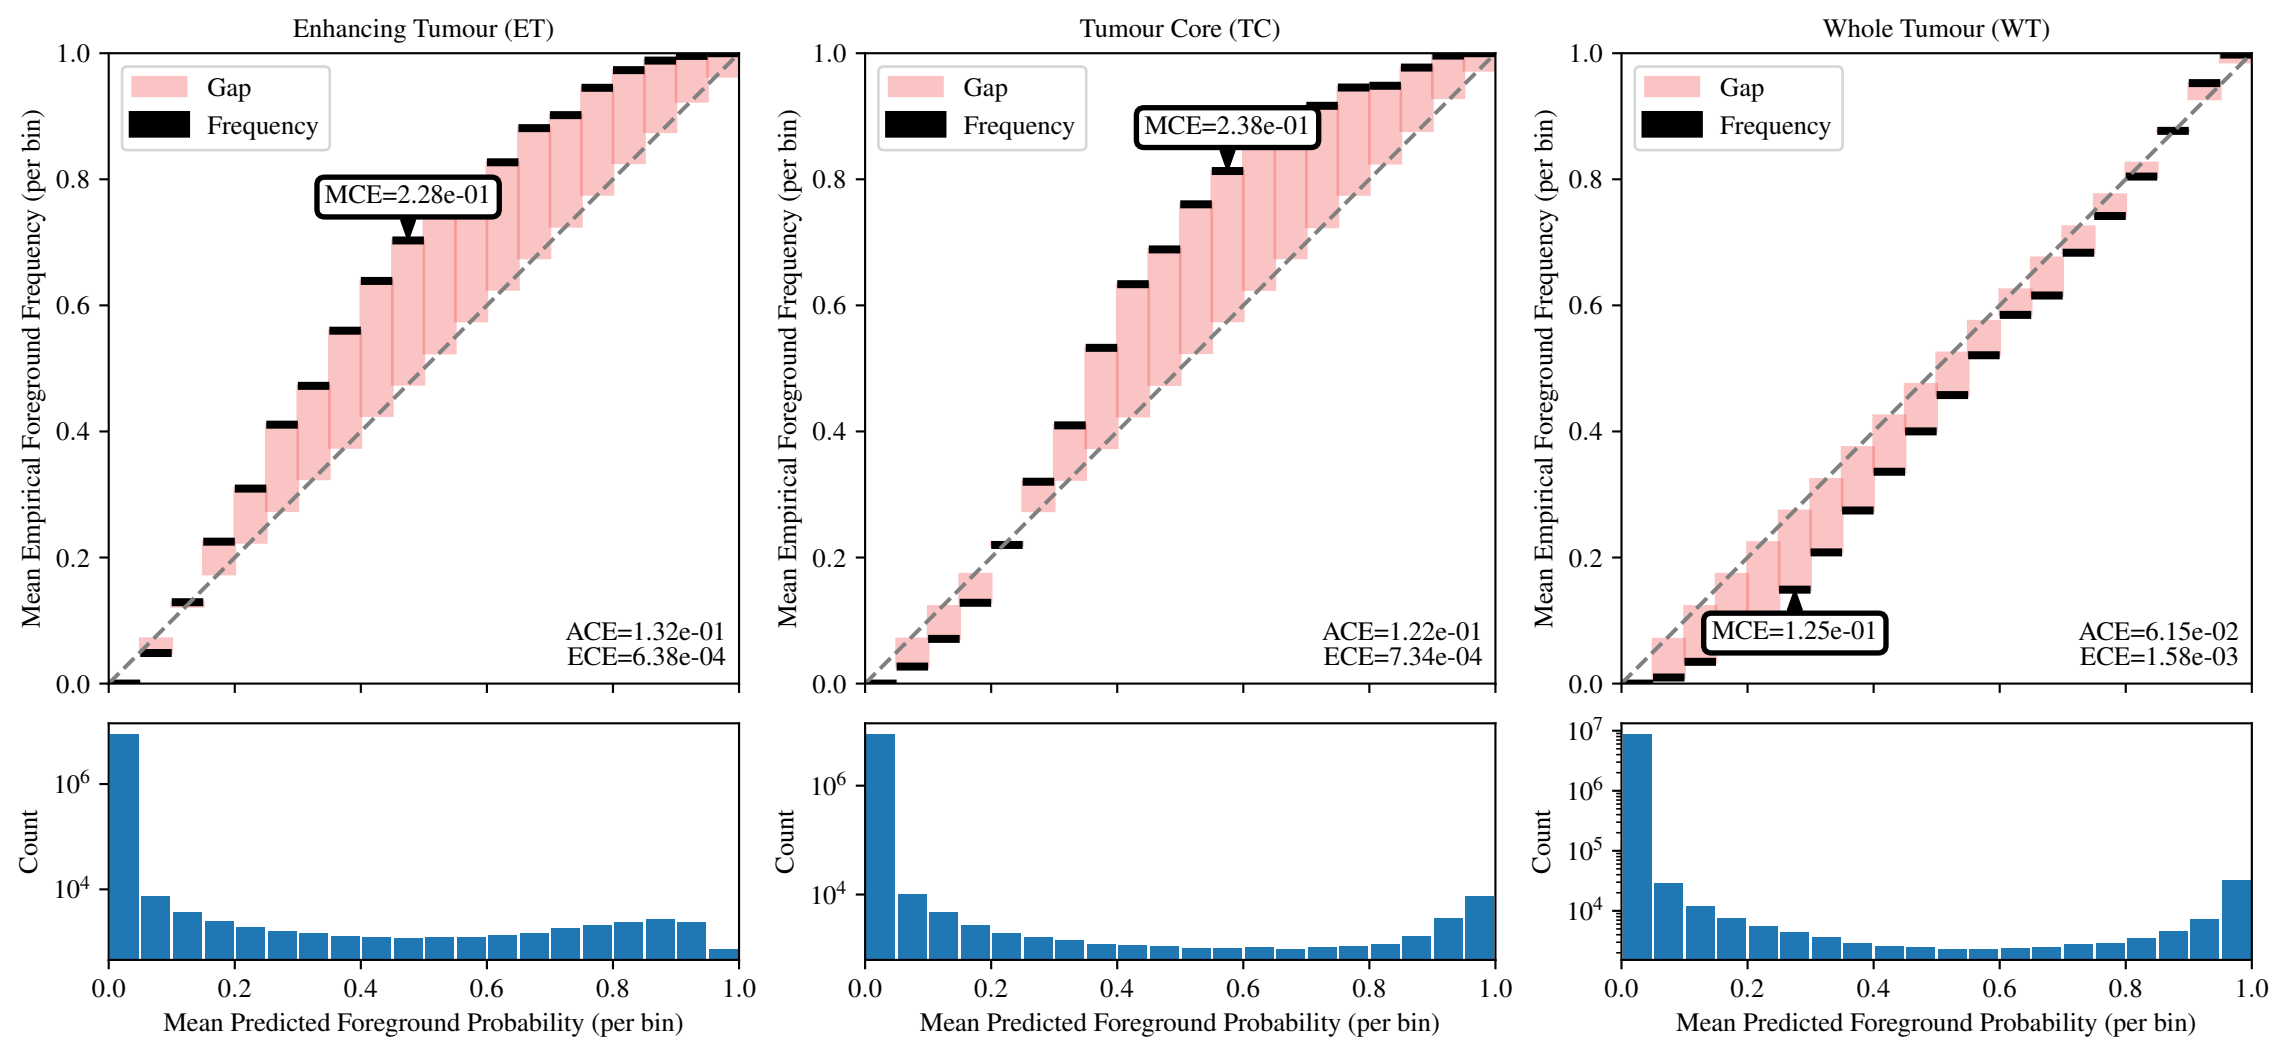 Enhancing Tumour (ET)
Mean Empirical Foreground Frequency (per bin)
1.0
0.8
0.6
0.4
0.2
0.0
Gap
Frequency
MCE=2.28e-01
ACE=1.32e-01
ECE=6.38e-04
Count
10^6
10^4
0.0 0.2 0.4 0.6 0.8 1.0
Mean Predicted Foreground Probability (per bin)
Tumour Core (TC)
Mean Empirical Foreground Frequency (per bin)
1.0
0.8
0.6
0.4
0.2
0.0
Gap
Frequency
MCE=2.38e-01
ACE=1.22e-01
ECE=7.34e-04
Count
10^6
10^4
0.0 0.2 0.4 0.6 0.8 1.0
Mean Predicted Foreground Probability (per bin)
Whole Tumour (WT)
Mean Empirical Foreground Frequency (per bin)
1.0
0.8
0.6
0.4
0.2
0.0
Gap
Frequency
MCE=1.25e-01
ACE=6.15e-02
ECE=1.58e-03
Count
10^7
10^6
10^5
10^4
0.0 0.2 0.4 0.6 0.8 1.0
Mean Predicted Foreground Probability (per bin)